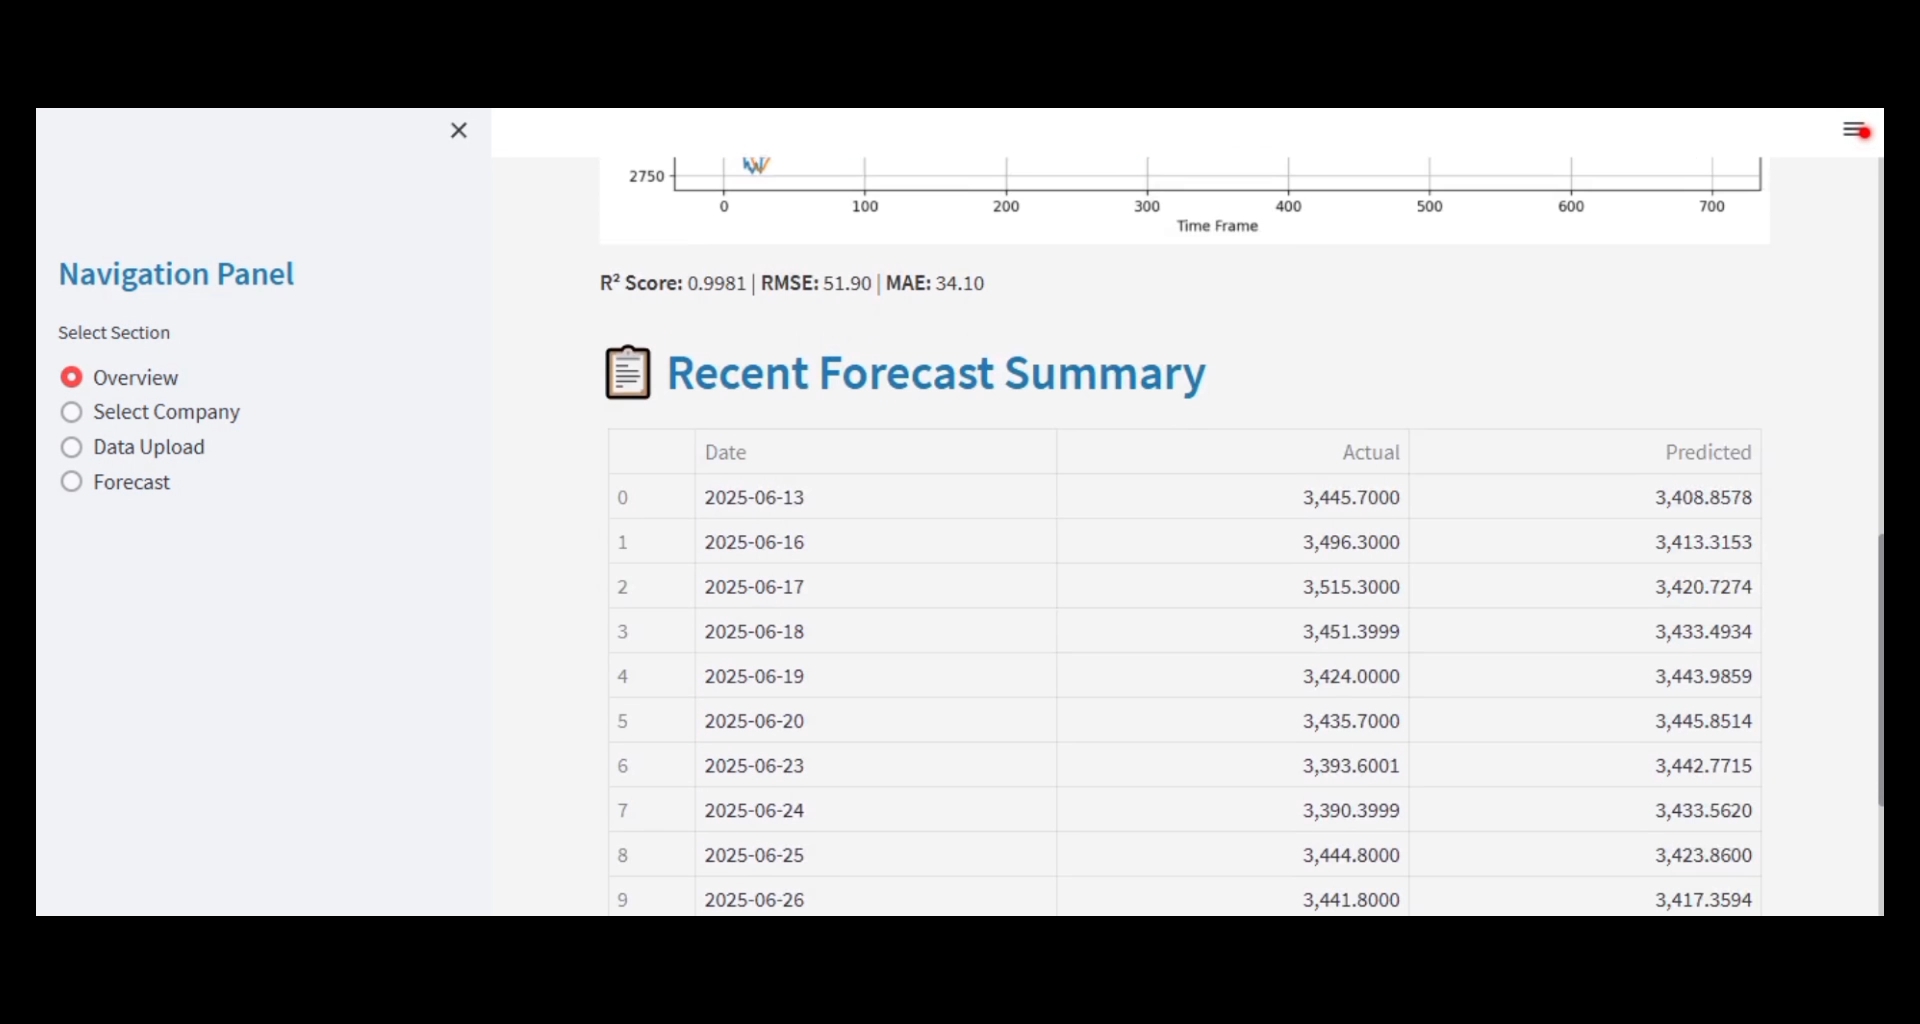 Navigation Panel
Select Section
Overview
Select Company
Data Upload
Forecast
2750
0 100 200 300 400 500 600 700
Time Frame
R² Score: 0.9981 | RMSE: 51.90 | MAE: 34.10
Recent Forecast Summary
Date Actual Predicted
0 2025-06-13 3,445.7000 3,408.8578
1 2025-06-16 3,496.3000 3,413.3153
2 2025-06-17 3,515.3000 3,420.7274
3 2025-06-18 3,451.3999 3,433.4934
4 2025-06-19 3,424.0000 3,443.9859
5 2025-06-20 3,435.7000 3,445.8514
6 2025-06-23 3,393.6001 3,442.7715
7 2025-06-24 3,390.3999 3,433.5620
8 2025-06-25 3,444.8000 3,423.8600
9 2025-06-26 3,441.8000 3,417.3594